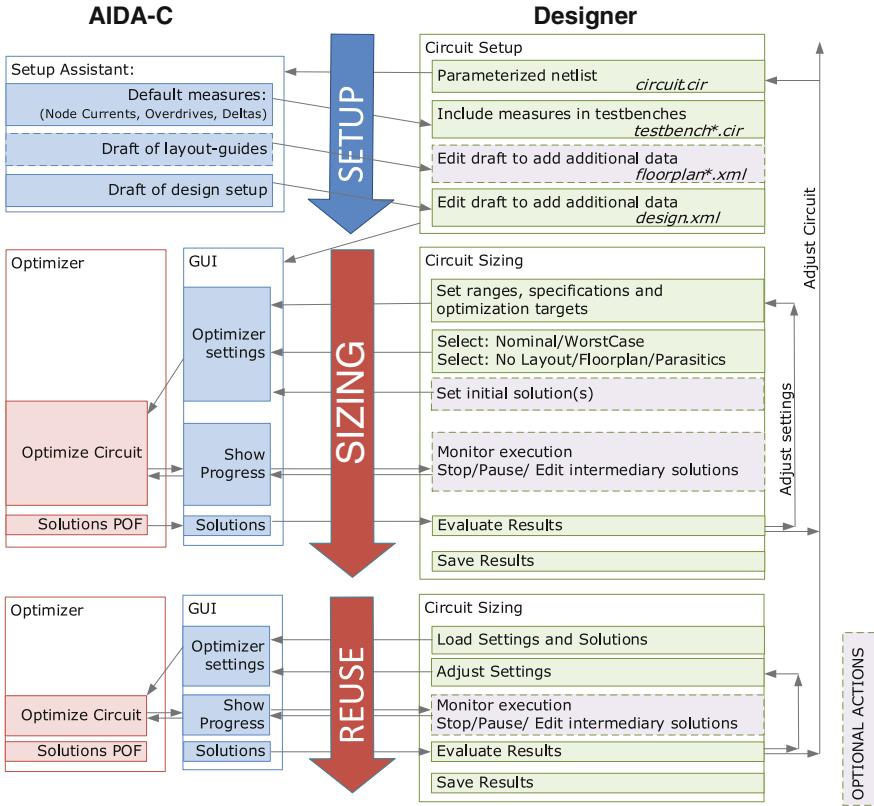 AIDA-C
Designer
SETUP
Setup Assistant:
Default measures:
(Node Currents, Overdrives, Deltas)
Draft of layout-guides
Draft of design setup
Circuit Setup
Parameterized netlist
circuit.cir
Include measures in testbenches
testbench*.cir
Edit draft to add additional data
floorplan*.xml
Edit draft to add additional data
design.xml
Adjust Circuit
SIZING
Optimizer
Optimize Circuit
Solutions POF
GUI
Optimizer
settings
Show
Progress
Solutions
Circuit Sizing
Set ranges, specifications and
optimization targets
Select: Nominal/WorstCase
Select: No Layout/Floorplan/Parasitics
Set initial solution(s)
Monitor execution
Stop/Pause/ Edit intermediary solutions
Evaluate Results
Save Results
Adjust settings
REUSE
Optimizer
Optimize Circuit
Solutions POF
GUI
Optimizer
settings
Show
Progress
Solutions
Circuit Sizing
Load Settings and Solutions
Adjust Settings
Monitor execution
Stop/Pause/ Edit intermediary solutions
Evaluate Results
Save Results
OPTIONAL ACTIONS